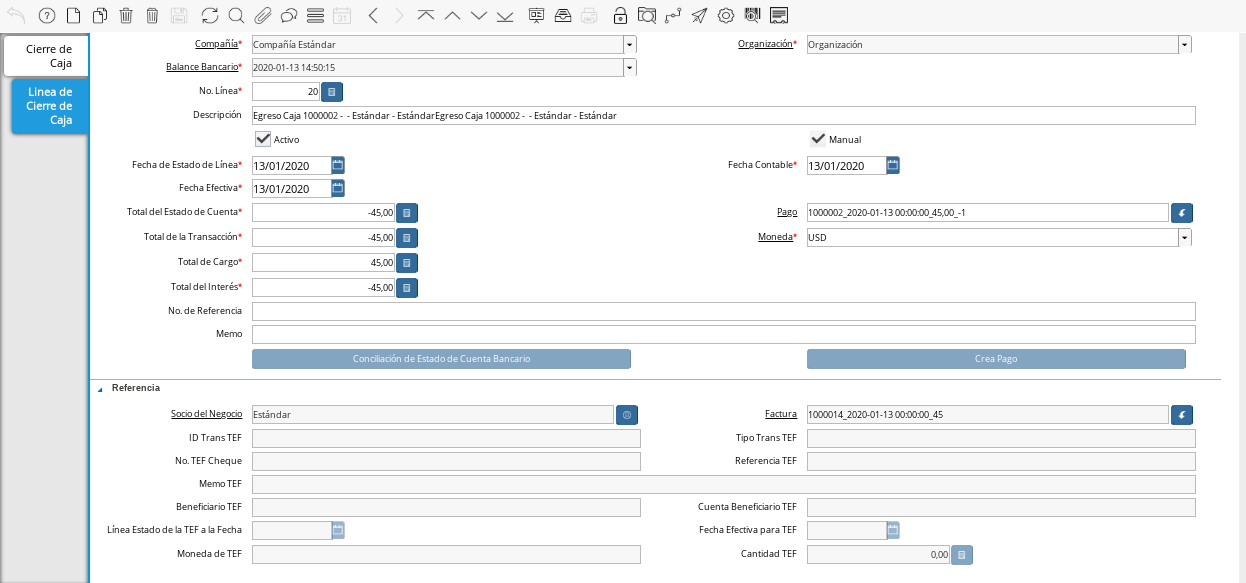 31
Cierre de
Caja
Linea de
Cierre de
Caja
Compañía* Compañía Estándar Organización* Organización
Balance Bancario* 2020-01-13 14:50:15
No. Línea* 20
Descripción Egreso Caja 1000002 - - Estándar - EstándarEgreso Caja 1000002 - - Estándar - Estándar
Activo Manual
Fecha de Estado de Línea* 13/01/2020 Fecha Contable* 13/01/2020
Fecha Efectiva* 13/01/2020
Total del Estado de Cuenta* -45,00 Pago 1000002_2020-01-13 00:00:00_45,00_-1
Total de la Transacción* -45,00 Moneda* USD
Total de Cargo* 45,00
Total del Interés* -45,00
No. de Referencia
Memo
Conciliación de Estado de Cuenta Bancario Crea Pago
Referencia
Socio del Negocio Estándar Factura 1000014_2020-01-13 00:00:00_45
ID Trans TEF Tipo Trans TEF
No. TEF Cheque Referencia TEF
Memo TEF
Beneficiario TEF Cuenta Beneficiario TEF
Línea Estado de la TEF a la Fecha Fecha Efectiva para TEF
Moneda de TEF Cantidad TEF 0,00